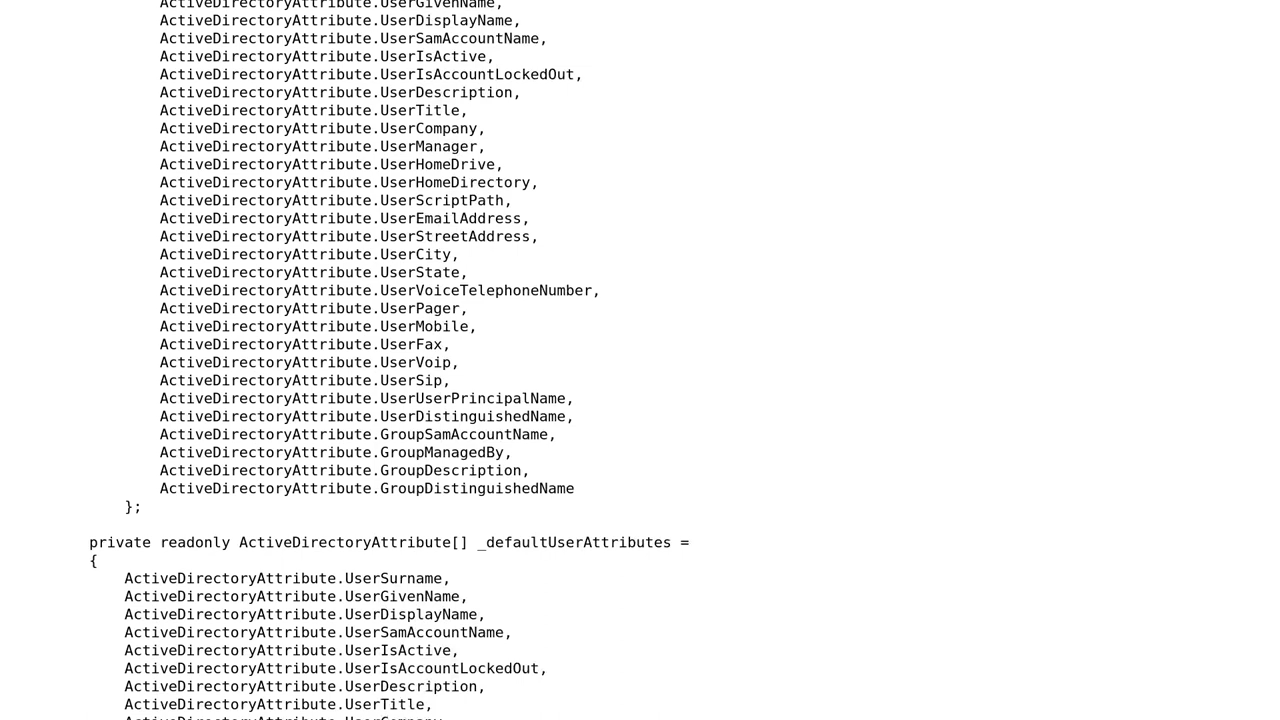 ActiveDirectoryAttribute.UserGivenName,
ActiveDirectoryAttribute.UserDisplayName,
ActiveDirectoryAttribute.UserSamAccountName,
ActiveDirectoryAttribute.UserIsActive,
ActiveDirectoryAttribute.UserIsAccountLockedOut,
ActiveDirectoryAttribute.UserDescription,
ActiveDirectoryAttribute.UserTitle,
ActiveDirectoryAttribute.UserCompany,
ActiveDirectoryAttribute.UserManager,
ActiveDirectoryAttribute.UserHomeDrive,
ActiveDirectoryAttribute.UserHomeDirectory,
ActiveDirectoryAttribute.UserScriptPath,
ActiveDirectoryAttribute.UserEmailAddress,
ActiveDirectoryAttribute.UserStreetAddress,
ActiveDirectoryAttribute.UserCity,
ActiveDirectoryAttribute.UserState,
ActiveDirectoryAttribute.UserVoiceTelephoneNumber,
ActiveDirectoryAttribute.UserPager,
ActiveDirectoryAttribute.UserMobile,
ActiveDirectoryAttribute.UserFax,
ActiveDirectoryAttribute.UserVoip,
ActiveDirectoryAttribute.UserSip,
ActiveDirectoryAttribute.UserUserPrincipalName,
ActiveDirectoryAttribute.UserDistinguishedName,
ActiveDirectoryAttribute.GroupSamAccountName,
ActiveDirectoryAttribute.GroupManagedBy,
ActiveDirectoryAttribute.GroupDescription,
ActiveDirectoryAttribute.GroupDistinguishedName
};
private readonly ActiveDirectoryAttribute[] _defaultUserAttributes =
{
ActiveDirectoryAttribute.UserSurname,
ActiveDirectoryAttribute.UserGivenName,
ActiveDirectoryAttribute.UserDisplayName,
ActiveDirectoryAttribute.UserSamAccountName,
ActiveDirectoryAttribute.UserIsActive,
ActiveDirectoryAttribute.UserIsAccountLockedOut,
ActiveDirectoryAttribute.UserDescription,
ActiveDirectoryAttribute.UserTitle,